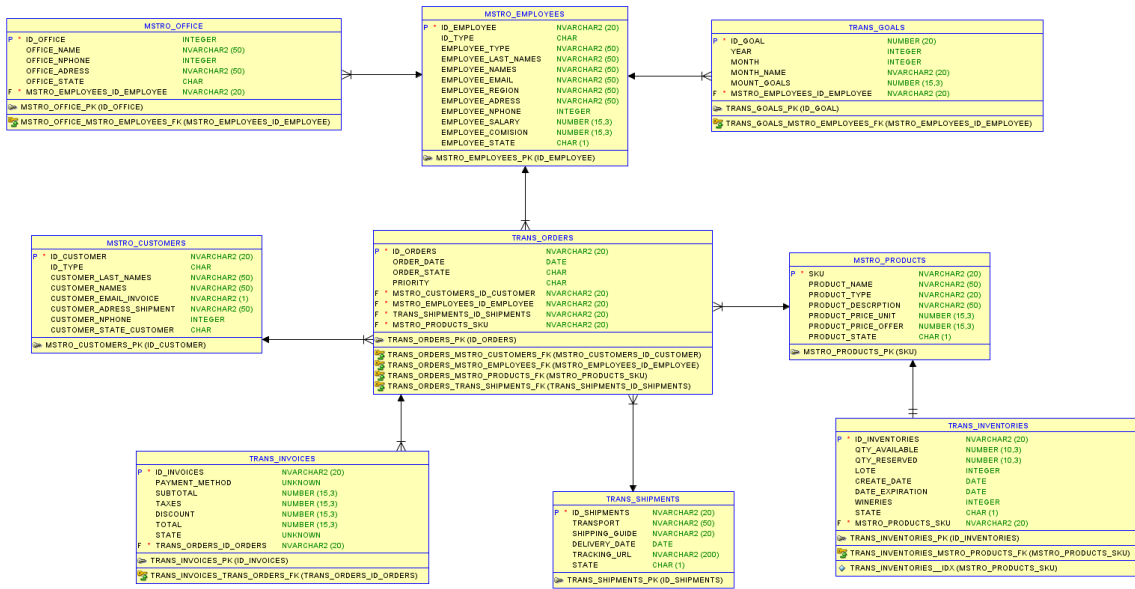 MSTRO_OFFICE
P * ID_OFFICE INTEGER
OFFICE_NAME NVARCHAR2 (50)
OFFICE_NPHONE INTEGER
OFFICE_ADRESS NVARCHAR2 (50)
OFFICE_STATE CHAR
F * MSTRO_EMPLOYEES_ID_EMPLOYEE NVARCHAR2 (20)
MSTRO_OFFICE_PK (ID_OFFICE)
MSTRO_OFFICE_MSTRO_EMPLOYEES_FK (MSTRO_EMPLOYEES_ID_EMPLOYEE)
MSTRO_EMPLOYEES
P * ID_EMPLOYEE NVARCHAR2 (20)
ID_TYPE CHAR
EMPLOYEE_TYPE NVARCHAR2 (50)
EMPLOYEE_LAST_NAMES NVARCHAR2 (50)
EMPLOYEE_NAMES NVARCHAR2 (50)
EMPLOYEE_EMAIL NVARCHAR2 (50)
EMPLOYEE_REGION NVARCHAR2 (50)
EMPLOYEE_ADRESS NVARCHAR2 (50)
EMPLOYEE_NPHONE INTEGER
EMPLOYEE_SALARY NUMBER (15,3)
EMPLOYEE_COMISION NUMBER (15,3)
EMPLOYEE_STATE CHAR (1)
MSTRO_EMPLOYEES_PK (ID_EMPLOYEE)
TRANS_GOALS
P * ID_GOAL NUMBER (20)
YEAR INTEGER
MONTH INTEGER
MONTH_NAME NVARCHAR2 (20)
MOUNT_GOALS NUMBER (15,3)
F * MSTRO_EMPLOYEES_ID_EMPLOYEE NVARCHAR2 (20)
TRANS_GOALS_PK (ID_GOAL)
TRANS_GOALS_MSTRO_EMPLOYEES_FK (MSTRO_EMPLOYEES_ID_EMPLOYEE)
MSTRO_CUSTOMERS
P * ID_CUSTOMER NVARCHAR2 (20)
ID_TYPE CHAR
CUSTOMER_LAST_NAMES NVARCHAR2 (50)
CUSTOMER_NAMES NVARCHAR2 (50)
CUSTOMER_EMAIL_INVOICE NVARCHAR2 (1)
CUSTOMER_ADRESS_SHIPMENT NVARCHAR2 (50)
CUSTOMER_NPHONE INTEGER
CUSTOMER_STATE_CUSTOMER CHAR
MSTRO_CUSTOMERS_PK (ID_CUSTOMER)
TRANS_ORDERS
P * ID_ORDERS NVARCHAR2 (20)
ORDER_DATE DATE
ORDER_STATE CHAR
PRIORITY CHAR
F * MSTRO_CUSTOMERS_ID_CUSTOMER NVARCHAR2 (20)
F * MSTRO_EMPLOYEES_ID_EMPLOYEE NVARCHAR2 (20)
F * TRANS_SHIPMENTS_ID_SHIPMENTS NVARCHAR2 (20)
F * MSTRO_PRODUCTS_SKU NVARCHAR2 (20)
TRANS_ORDERS_PK (ID_ORDERS)
TRANS_ORDERS_MSTRO_CUSTOMERS_FK (MSTRO_CUSTOMERS_ID_CUSTOMER)
TRANS_ORDERS_MSTRO_EMPLOYEES_FK (MSTRO_EMPLOYEES_ID_EMPLOYEE)
TRANS_ORDERS_MSTRO_PRODUCTS_FK (MSTRO_PRODUCTS_SKU)
TRANS_ORDERS_TRANS_SHIPMENTS_FK (TRANS_SHIPMENTS_ID_SHIPMENTS)
MSTRO_PRODUCTS
P * SKU NVARCHAR2 (20)
PRODUCT_NAME NVARCHAR2 (50)
PRODUCT_TYPE NVARCHAR2 (20)
PRODUCT_DESCRPTION NVARCHAR2 (50)
PRODUCT_PRICE_UNIT NUMBER (15,3)
PRODUCT_PRICE_OFFER NUMBER (15,3)
PRODUCT_STATE CHAR (1)
MSTRO_PRODUCTS_PK (SKU)
TRANS_INVOICES
P * ID_INVOICES NVARCHAR2 (20)
PAYMENT_METHOD UNKNOWN
SUBTOTAL NUMBER (15,3)
TAXES NUMBER (15,3)
DISCOUNT NUMBER (15,3)
TOTAL NUMBER (15,3)
STATE UNKNOWN
F * TRANS_ORDERS_ID_ORDERS NVARCHAR2 (20)
TRANS_INVOICES_PK (ID_INVOICES)
TRANS_INVOICES_TRANS_ORDERS_FK (TRANS_ORDERS_ID_ORDERS)
TRANS_SHIPMENTS
P * ID_SHIPMENTS NVARCHAR2 (20)
TRANSPORT NVARCHAR2 (50)
SHIPPING_GUIDE NVARCHAR2 (20)
DELIVERY_DATE DATE
TRACKING_URL NVARCHAR2 (200)
STATE CHAR (1)
TRANS_SHIPMENTS_PK (ID_SHIPMENTS)
TRANS_INVENTORIES
P * ID_INVENTORIES NVARCHAR2 (20)
QTY_AVAILABLE NUMBER (10,3)
QTY_RESERVED NUMBER (10,3)
LOTE INTEGER
CREATE_DATE DATE
DATE_EXPIRATION DATE
WINERIES INTEGER
STATE CHAR (1)
F * MSTRO_PRODUCTS_SKU NVARCHAR2 (20)
TRANS_INVENTORIES_PK (ID_INVENTORIES)
TRANS_INVENTORIES_MSTRO_PRODUCTS_FK (MSTRO_PRODUCTS_SKU)
TRANS_INVENTORIES__IDX (MSTRO_PRODUCTS_SKU)